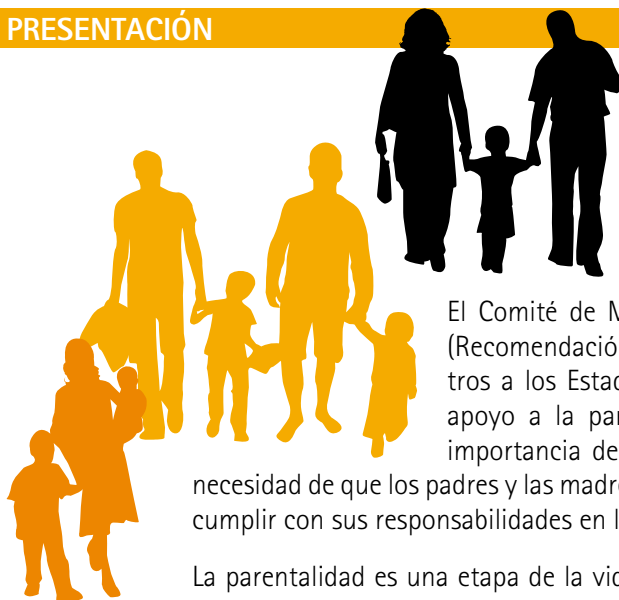 PRESENTACIÓN
El Comité de M
(Recomendació
tros a los Estad
apoyo a la par
importancia de
necesidad de que los padres y las madre
cumplir con sus responsabilidades en l
La parentalidad es una etapa de la vid